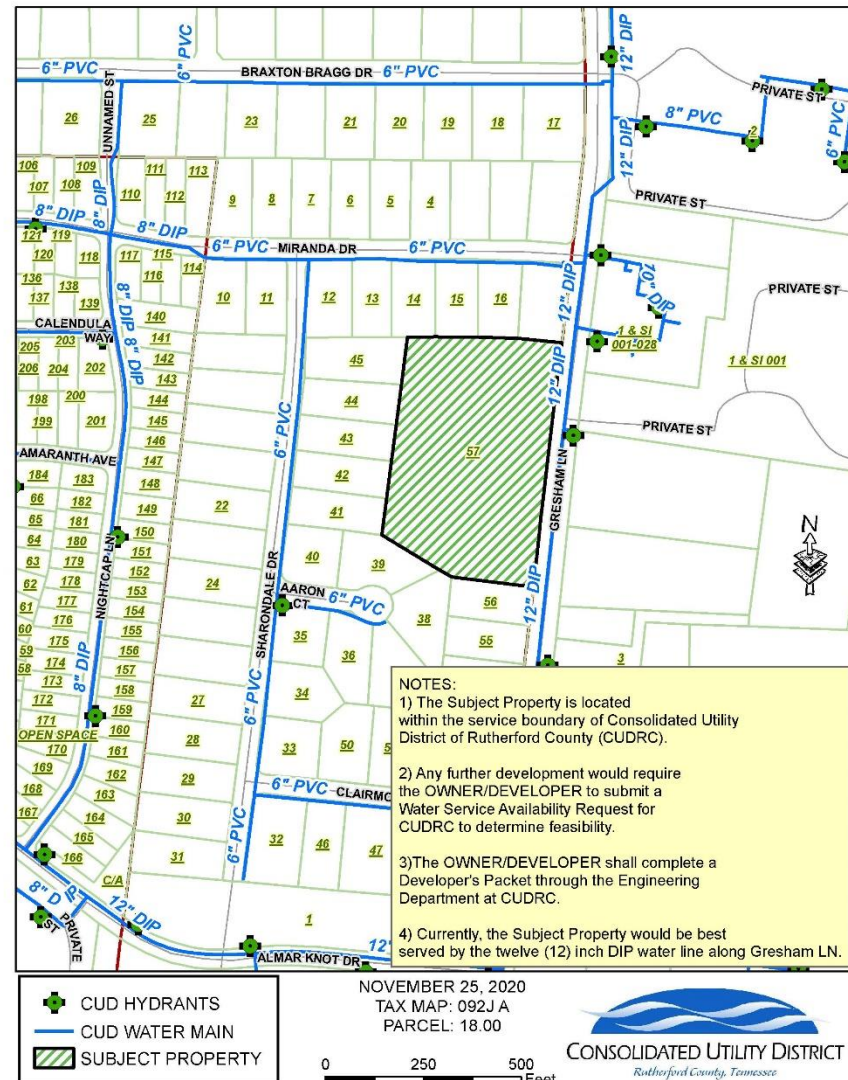 6" PVC
6" PVC
BRAXTON BRAGG DR
6" PVC
12" DIP
PRIVATE ST
UNNAMED ST
26
25
23
21
20
19
18
17
12" DIP
8" PVC
2
6" PVC
106
109
111
113
107
108
110
112
9
8
7
6
5
4
PRIVATE ST
8" DIP
8" DIP
8" DIP
121
119
120
118
117
115
116
114
6" PVC
MIRANDA DR
6" PVC
136
138
137
139
10
11
12
13
14
15
16
12" DIP
10" DIP
PRIVATE ST
CALENDULA
WAY
8" DIP
8" DIP
140
141
142
143
144
145
146
147
205
203
206
204
202
198
200
199
201
45
44
43
42
41
6" PVC
57
12" DIP
1 & SI
001-028
1 & SI 001
PRIVATE ST
GRESHAM LN
AMARANTH AVE
184
183
66
182
65
181
64
180
63
179
62
178
61
177
60
176
59
175
58
174
173
172
171
148
149
150
151
152
153
154
155
156
157
158
159
160
161
162
163
164
165
166
NIGHTCAP LN
8" DIP
22
24
SHARONDALE DR
40
39
AARON
CT
6" PVC
38
56
55
12" DIP
N
35
36
34
3
33
50
27
28
29
30
31
6" PVC
6" PVC
CLAIRMO
32
46
47
6" PVC
OPEN SPACE
170
169
168
167
C/A
8" D
IP
PRIVATE
ST
12" DIP
1
12"
ALMAR KNOT DR
NOTES:
1) The Subject Property is located
within the service boundary of Consolidated Utility
District of Rutherford County (CUDRC).
2) Any further development would require
the OWNER/DEVELOPER to submit a
Water Service Availability Request for
CUDRC to determine feasibility.
3)The OWNER/DEVELOPER shall complete a
Developer's Packet through the Engineering
Department at CUDRC.
4) Currently, the Subject Property would be best
served by the twelve (12) inch DIP water line along Gresham LN.
CUD HYDRANTS
CUD WATER MAIN
SUBJECT PROPERTY
NOVEMBER 25, 2020
TAX MAP: 092J A
PARCEL: 18.00
0 250 500
Feet
CONSOLIDATED UTILITY DISTRICT
Rutherford County, Tennessee